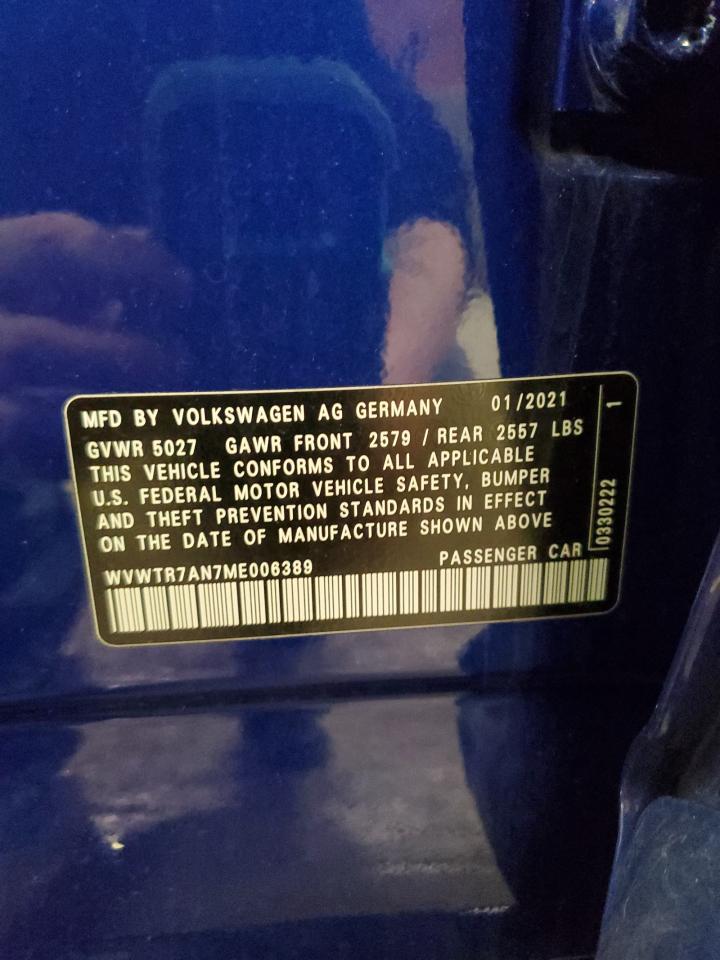 MFD BY VOLKSWAGEN AG GERMANY 01/2021
GVWR 5027 GAWR FRONT 2579 / REAR 2557 LBS
THIS VEHICLE CONFORMS TO ALL APPLICABLE
U.S. FEDERAL MOTOR VEHICLE SAFETY, BUMPER
AND THEFT PREVENTION STANDARDS IN EFFECT
ON THE DATE OF MANUFACTURE SHOWN ABOVE
WVWTR7AN7ME006389 PASSENGER CAR
0330222 1